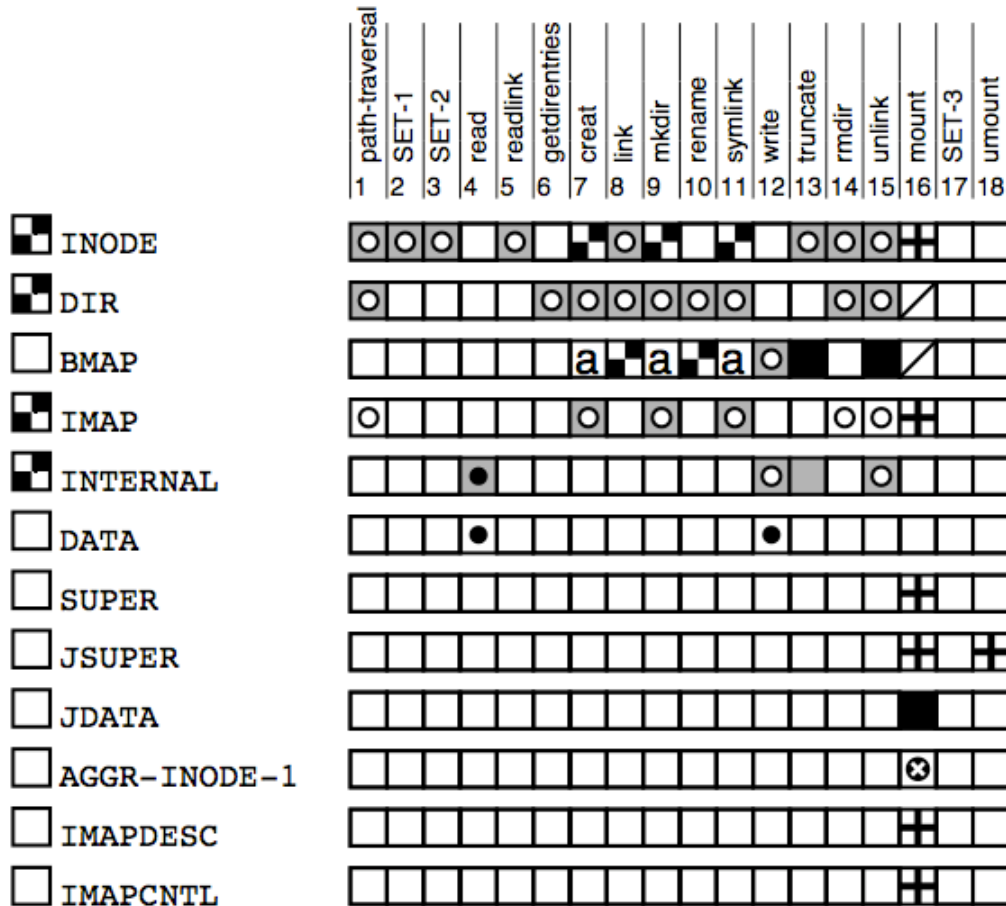 path-traversal
SET-1
SET-2
read
readlink
getdirentries
creat
link
mkdir
rename
symlink
write
truncate
rmdir
unlink
mount
SET-3
umount
1 2 3 4 5 6 7 8 9 10 11 12 13 14 15 16 17 18
INODE
DIR
BMAP a a a
IMAP
INTERNAL
DATA
SUPER
JSUPER
JDATA
AGGR-INODE-1
IMAPDESC
IMAPCNTL